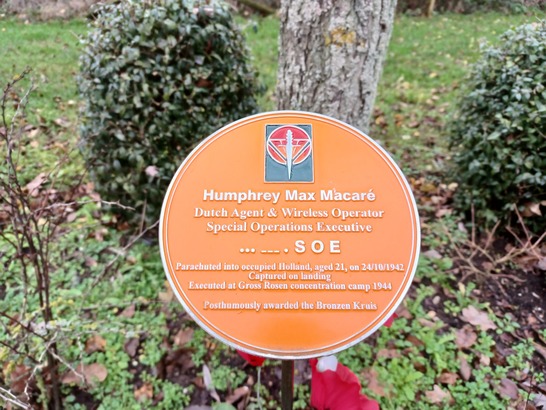 Humphrey Max Macaré
Dutch Agent & Wireless Operator
Special Operations Executive
... --- . S O E
Parachuted into occupied Holland, aged 21, on 24/10/1942
Captured on landing
Executed at Gross Rosen concentration camp 1944
Posthumously awarded the Bronzen Kruis